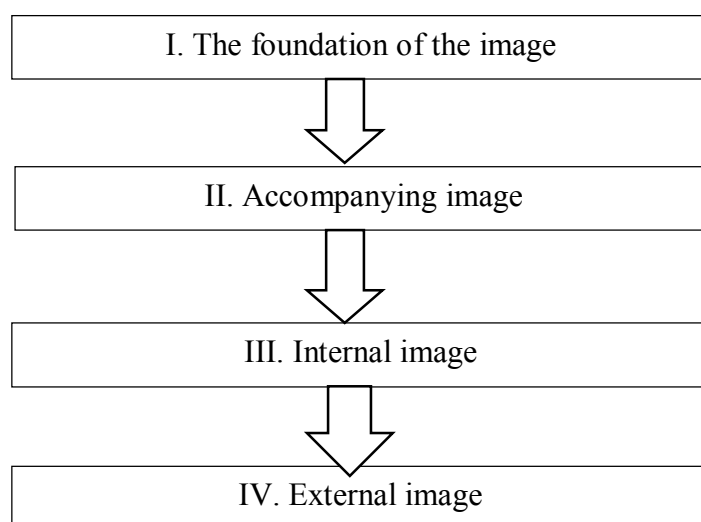 I. The foundation of the image
II. Accompanying image
III. Internal image
IV. External image